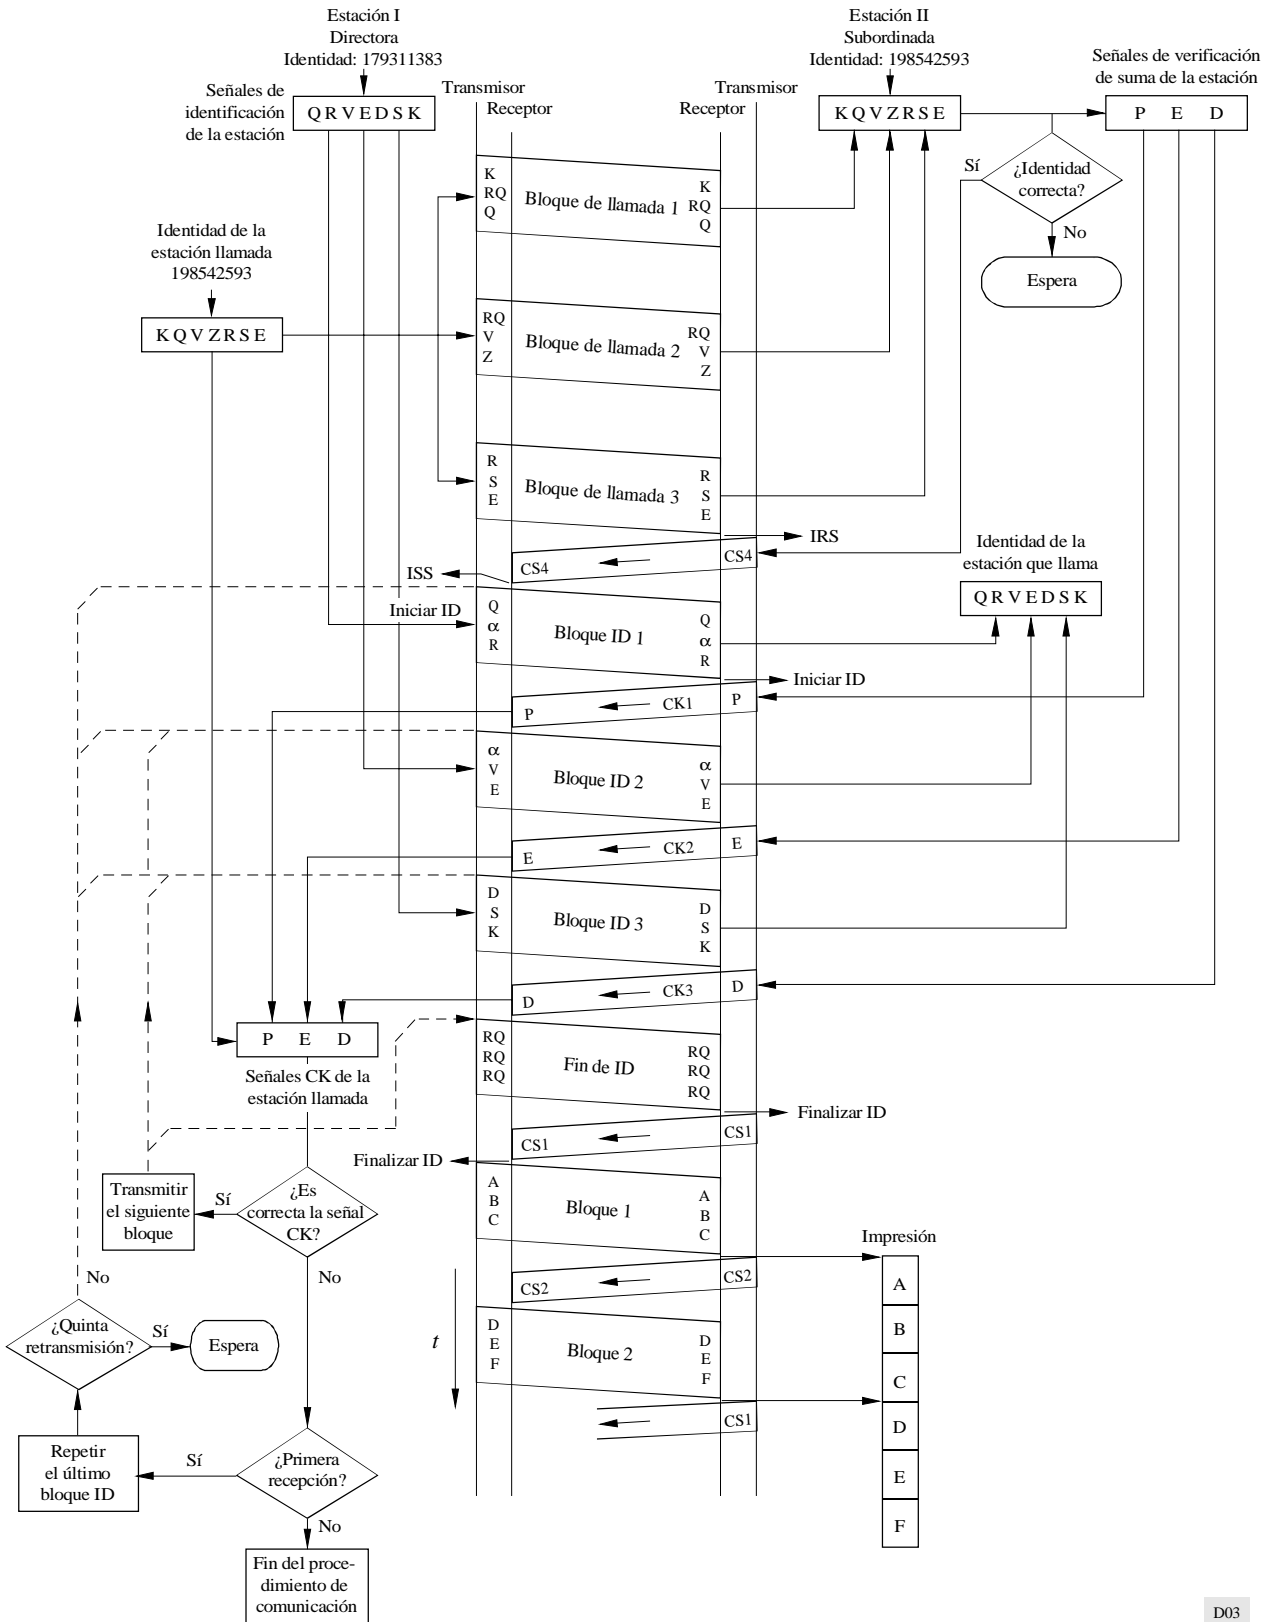 Estación I
Directora
Identidad: 179311383
Estación II
Subordinada
Identidad: 198542593
Señales de verificación
de suma de la estación
Señales de
identificación
de la estación
Q R V E D S K
Transmisor
Receptor
Receptor
Transmisor
K Q V Z R S E
P E D
Sí
¿Identidad
correcta?
No
Espera
K
RQ
Q
Bloque de llamada 1
K
RQ
Q
Identidad de la
estación llamada
198542593
K Q V Z R S E
RQ
V
Z
Bloque de llamada 2
RQ
V
Z
R
S
E
Bloque de llamada 3
R
S
E
IRS
CS4
CS4
ISS
Identidad de la
estación que llama
Q R V E D S K
Iniciar ID
Q
α
R
Bloque ID 1
Q
α
R
Iniciar ID
P
CK1
P
α
V
E
Bloque ID 2
α
V
E
E
CK2
E
D
S
K
Bloque ID 3
D
S
K
D
CK3
D
P E D
Señales CK de la
estación llamada
RQ
RQ
RQ
Fin de ID
RQ
RQ
RQ
Finalizar ID
CS1
CS1
Finalizar ID
Transmitir
el siguiente
bloque
Sí
¿Es
correcta la señal
CK?
No
A
B
C
Bloque 1
A
B
C
Impresión
CS2
CS2
No
¿Quinta
retransmisión?
Sí
Espera
t
D
E
F
Bloque 2
D
E
F
CS1
A
B
C
D
E
F
Repetir
el último
bloque ID
Sí
¿Primera
recepción?
No
Fin del proce-
dimiento de
comunicación
D03